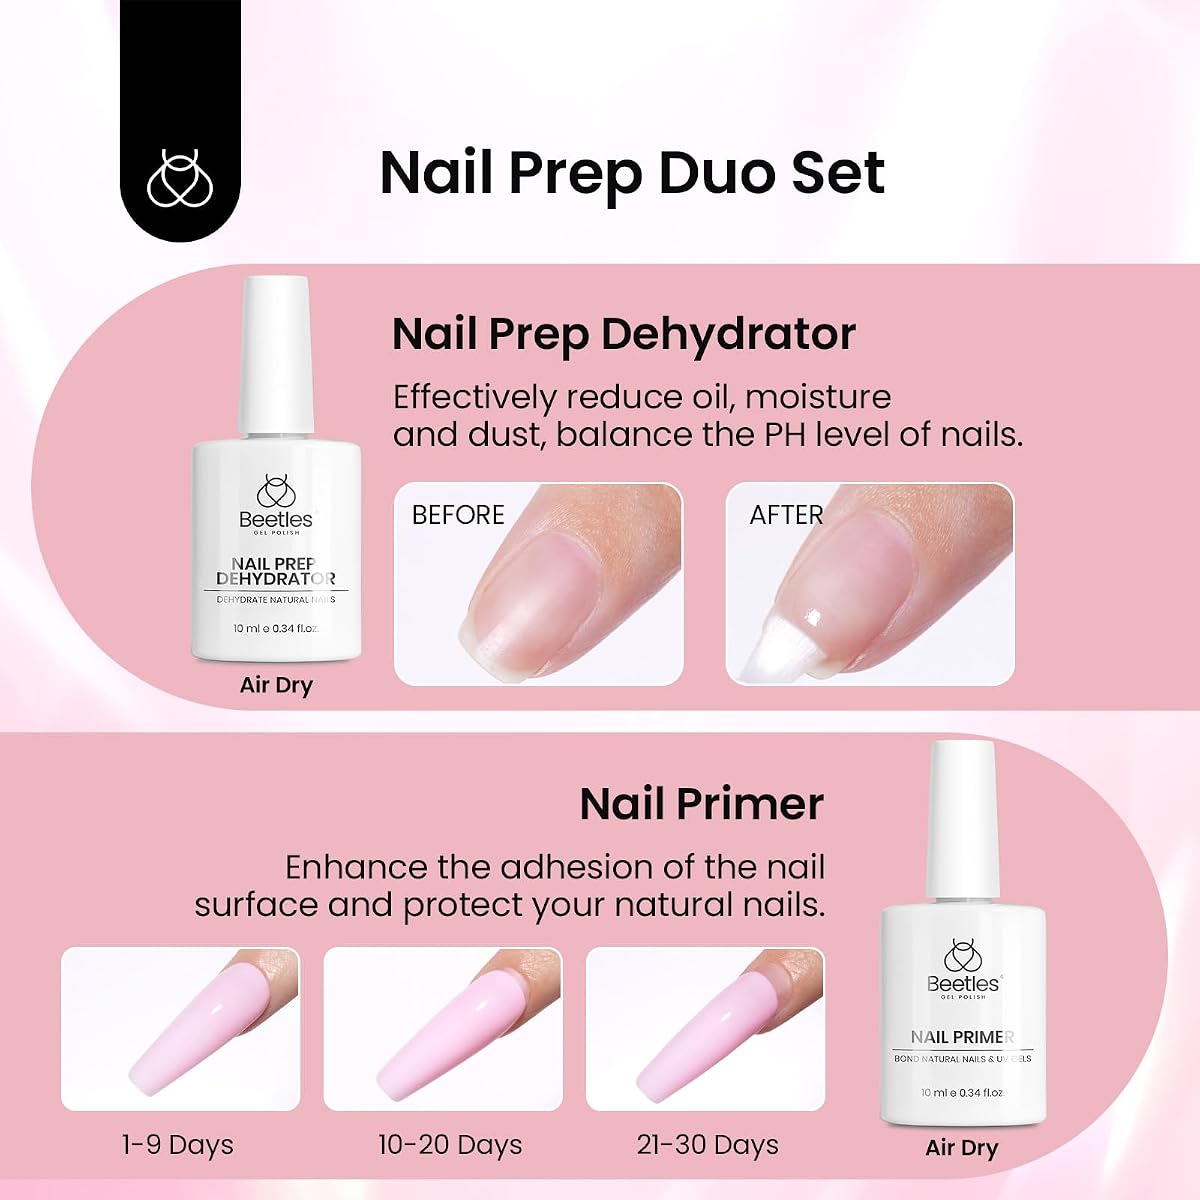 Nail Prep Duo Set
Nail Prep Dehydrator
Effectively reduce oil, moisture
and dust, balance the PH level of nails.
BEFORE
AFTER
Beetles®
GEL POLISH
NAIL PREP
DEHYDRATOR
DEHYDRATE NATURAL NAILS
10 ml e 0.34 fl.oz.
Air Dry
Nail Primer
Enhance the adhesion of the nail
surface and protect your natural nails.
1-9 Days
10-20 Days
21-30 Days
Beetles®
GEL POLISH
NAIL PRIMER
BOND NATURAL NAILS & UV GELS
10 ml e 0.34 fl.oz.
Air Dry